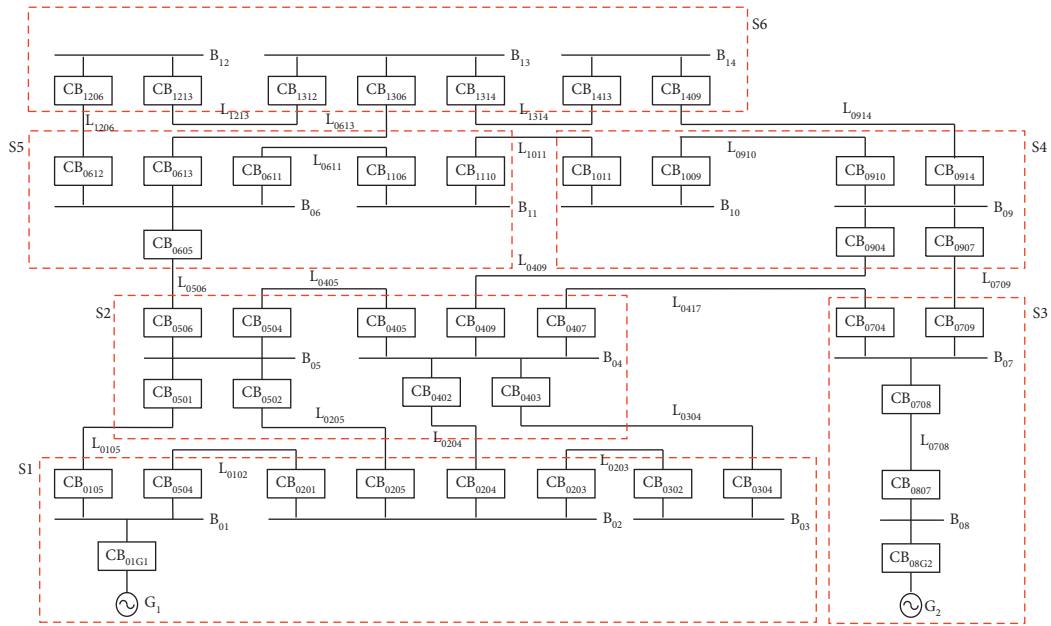 S6
B12 B13 B14
CB1206 CB1213 CB1312 CB1306 CB1314 CB1413 CB1409
L1206 L1213 L0613 L1314 L0914
S5 S4
L0611 L1011 L0910
CB0612 CB0613 CB0611 CB1106 CB1110 CB1011 CB1009 CB0910 CB0914
B06 B11 B10 B09
CB0605 CB0904 CB0907
L0506 L0405 L0409 L0709
L0417
S2 S3
CB0506 CB0504 CB0405 CB0409 CB0407 CB0704 CB0709
B05 B04 B07
CB0501 CB0502 CB0402 CB0403 CB0708
L0105 L0205 L0204 L0304 L0708
S1
L0102 L0203
CB0105 CB0504 CB0201 CB0205 CB0204 CB0203 CB0302 CB0304 CB0807
B01 B02 B03 B08
CB01G1 CB08G2
G1 G2